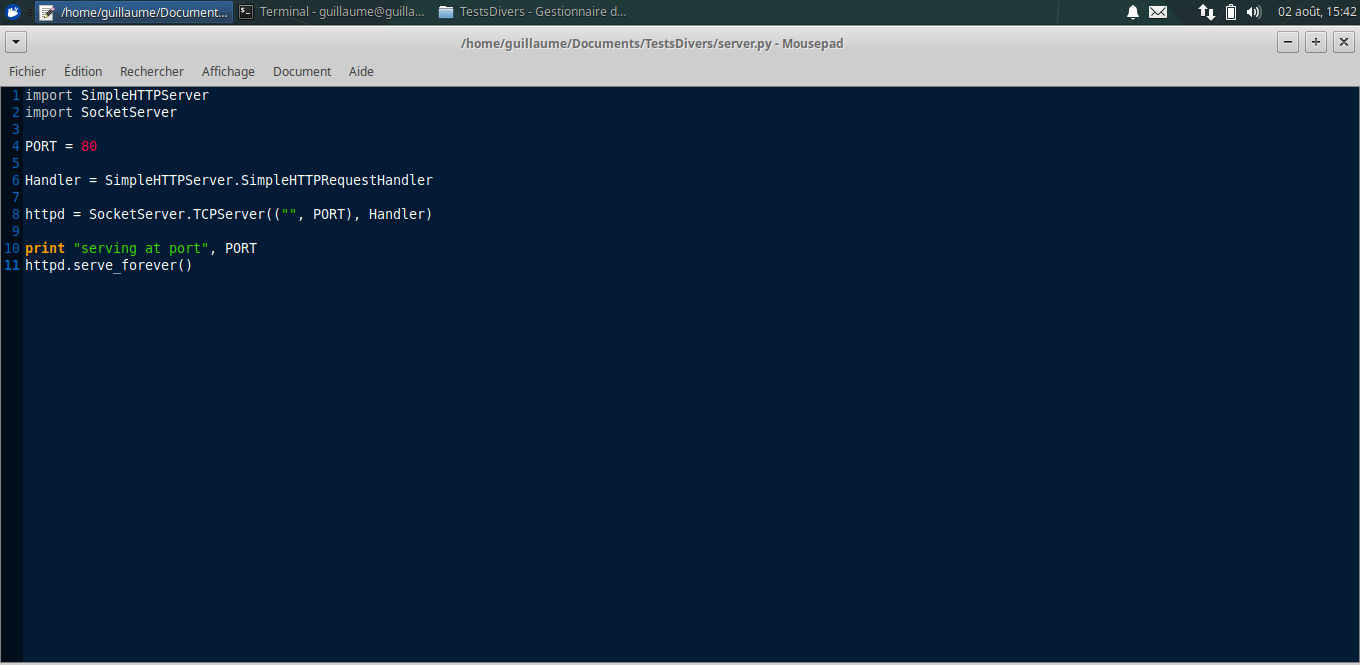 /home/guillaume/Document... Terminal - guillaume@guilla... TestsDivers - Gestionnaire d... 02 août, 15:42
/home/guillaume/Documents/TestsDivers/server.py - Mousepad
Fichier Édition Rechercher Affichage Document Aide
1 import SimpleHTTPServer
2 import SocketServer
3
4 PORT = 80
5
6 Handler = SimpleHTTPServer.SimpleHTTPRequestHandler
7
8 httpd = SocketServer.TCPServer(("", PORT), Handler)
9
10 print "serving at port", PORT
11 httpd.serve_forever()